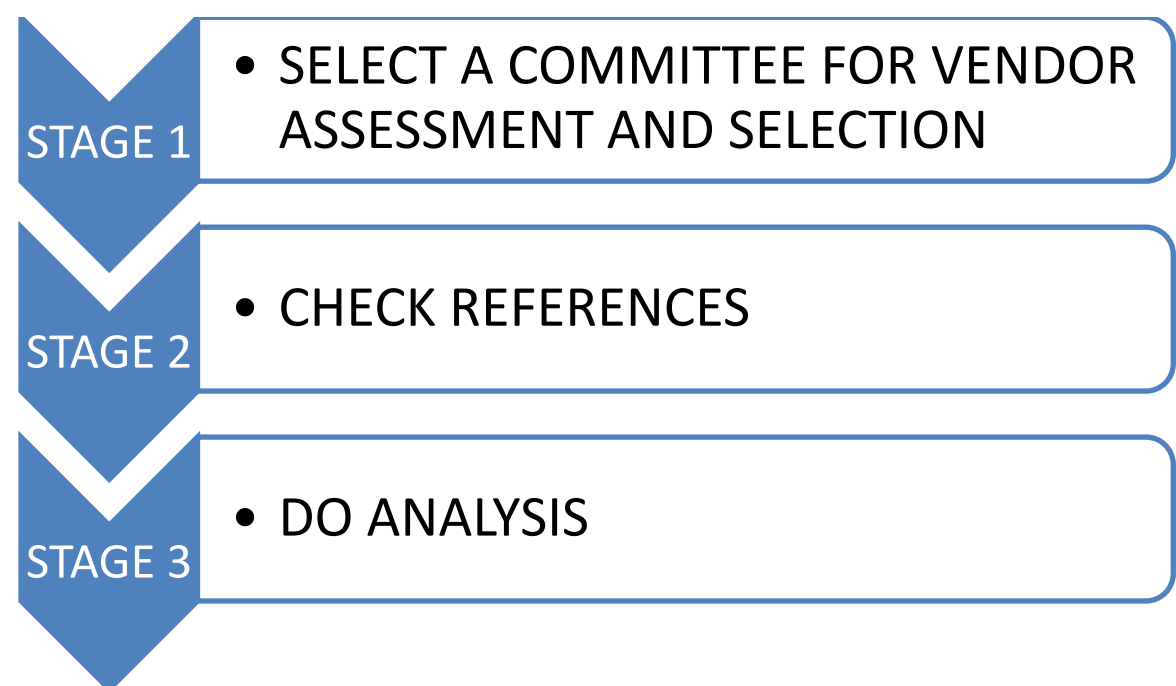 STAGE 1
• SELECT A COMMITTEE FOR VENDOR
ASSESSMENT AND SELECTION
STAGE 2
• CHECK REFERENCES
STAGE 3
• DO ANALYSIS